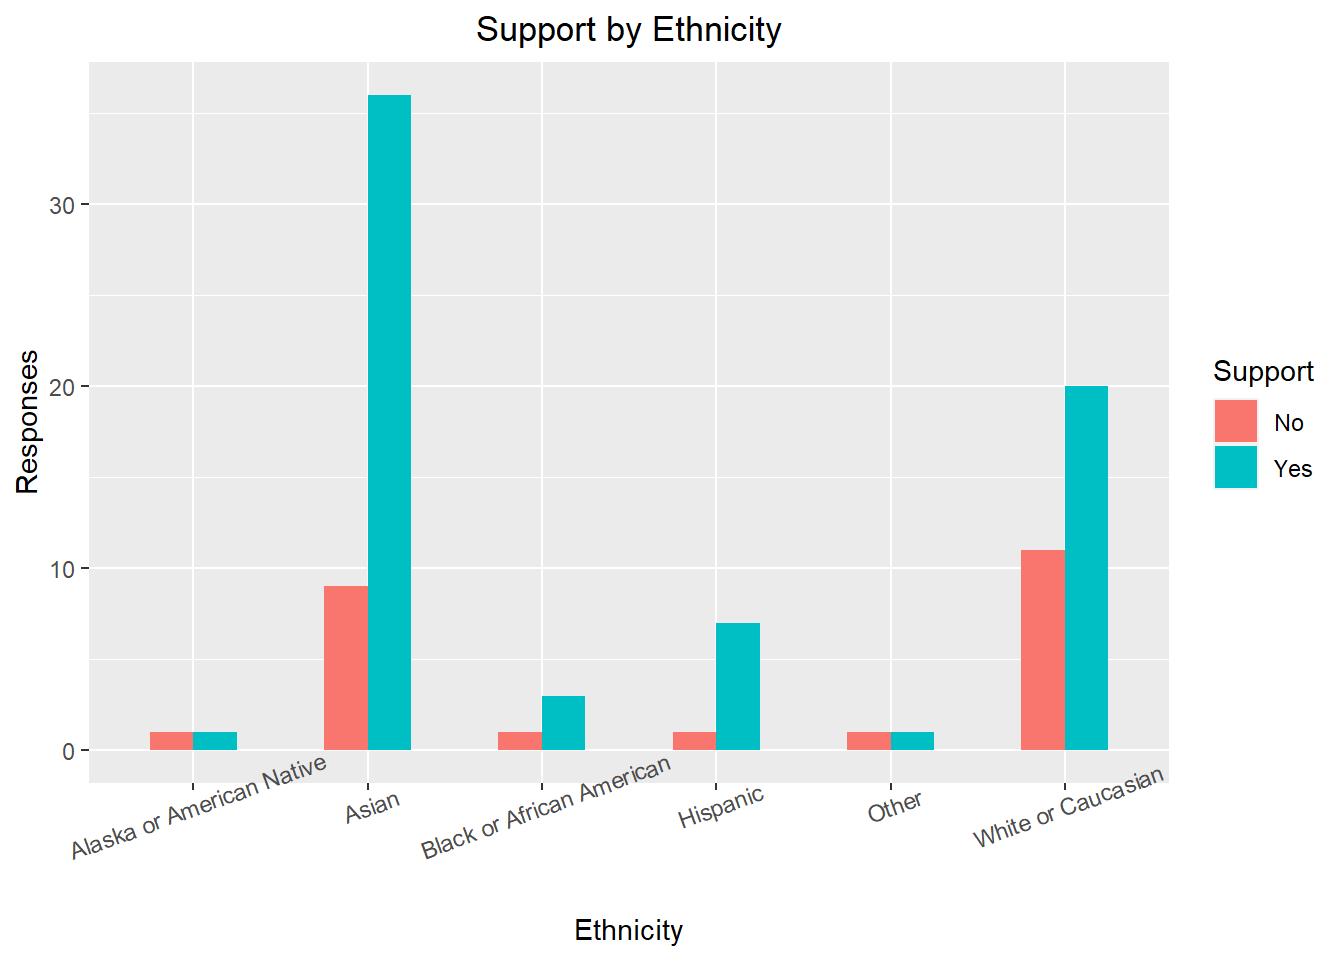 Support by Ethnicity
Responses
30
20
10
0
Alaska or American Native
Asian
Black or African American
Hispanic
Other
White or Caucasian
Ethnicity
Support
No
Yes